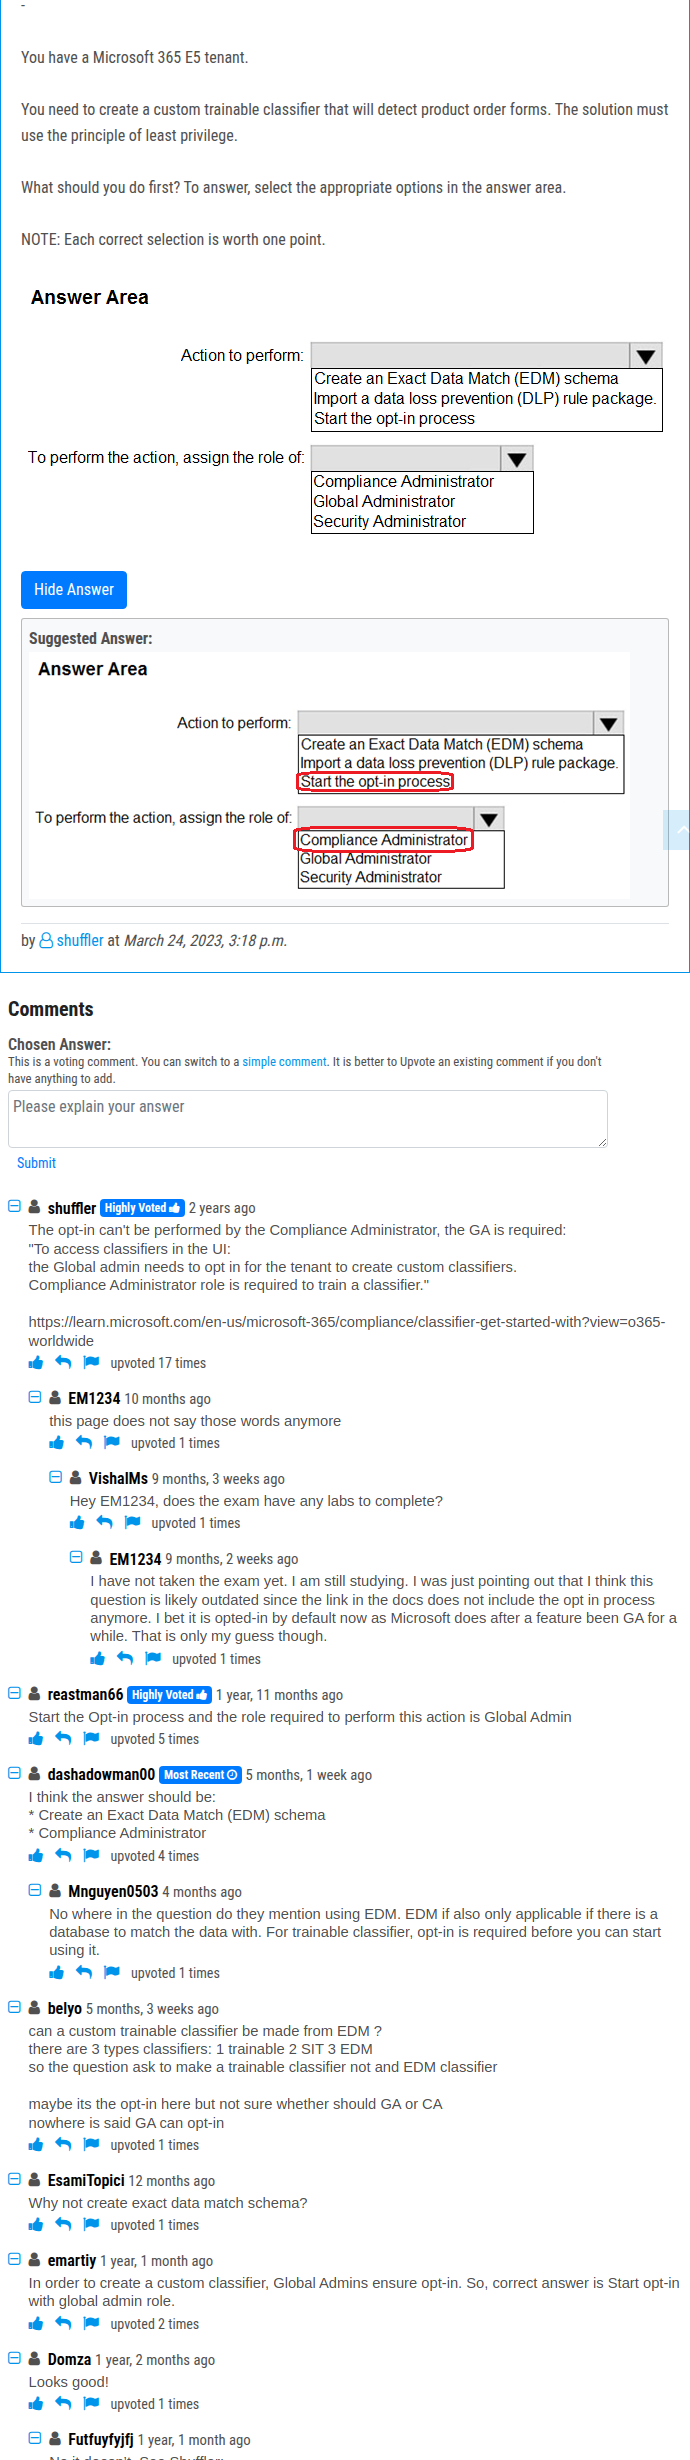 -
You have a Microsoft 365 E5 tenant.
You need to create a custom trainable classifier that will detect product order forms. The solution must
use the principle of least privilege.
What should you do first? To answer, select the appropriate options in the answer area.
NOTE: Each correct selection is worth one point.
Answer Area
Action to perform:
Create an Exact Data Match (EDM) schema
Import a data loss prevention (DLP) rule package.
Start the opt-in process
To perform the action, assign the role of:
Compliance Administrator
Global Administrator
Security Administrator
Hide Answer
Suggested Answer:
Answer Area
Action to perform:
Create an Exact Data Match (EDM) schema
Import a data loss prevention (DLP) rule package.
Start the opt-in process
To perform the action, assign the role of:
Compliance Administrator
Global Administrator
Security Administrator
by shuffler at March 24, 2023, 3:18 p.m.
Comments
Chosen Answer:
This is a voting comment. You can switch to a simple comment. It is better to Upvote an existing comment if you don't
have anything to add.
Please explain your answer
Submit
shuffler Highly Voted 2 years ago
The opt-in can't be performed by the Compliance Administrator, the GA is required:
"To access classifiers in the UI:
the Global admin needs to opt in for the tenant to create custom classifiers.
Compliance Administrator role is required to train a classifier."
https://learn.microsoft.com/en-us/microsoft-365/compliance/classifier-get-started-with?view=o365-
worldwide
upvoted 17 times
EM1234 10 months ago
this page does not say those words anymore
upvoted 1 times
VishalMs 9 months, 3 weeks ago
Hey EM1234, does the exam have any labs to complete?
upvoted 1 times
EM1234 9 months, 2 weeks ago
I have not taken the exam yet. I am still studying. I was just pointing out that I think this
question is likely outdated since the link in the docs does not include the opt in process
anymore. I bet it is opted-in by default now as Microsoft does after a feature been GA for a
while. That is only my guess though.
upvoted 1 times
reastman66 Highly Voted 1 year, 11 months ago
Start the Opt-in process and the role required to perform this action is Global Admin
upvoted 5 times
dashadowman00 Most Recent 5 months, 1 week ago
I think the answer should be:
* Create an Exact Data Match (EDM) schema
* Compliance Administrator
upvoted 4 times
Mnguyen0503 4 months ago
No where in the question do they mention using EDM. EDM if also only applicable if there is a
database to match the data with. For trainable classifier, opt-in is required before you can start
using it.
upvoted 1 times
belyo 5 months, 3 weeks ago
can a custom trainable classifier be made from EDM ?
there are 3 types classifiers: 1 trainable 2 SIT 3 EDM
so the question ask to make a trainable classifier not and EDM classifier
maybe its the opt-in here but not sure whether should GA or CA
nowhere is said GA can opt-in
upvoted 1 times
EsamiTopici 12 months ago
Why not create exact data match schema?
upvoted 1 times
emartiy 1 year, 1 month ago
In order to create a custom classifier, Global Admins ensure opt-in. So, correct answer is Start opt-in
with global admin role.
upvoted 2 times
Domza 1 year, 2 months ago
Looks good!
upvoted 1 times
Futfuyfyjfj 1 year, 1 month ago
No it doesn't. See Shuffler: